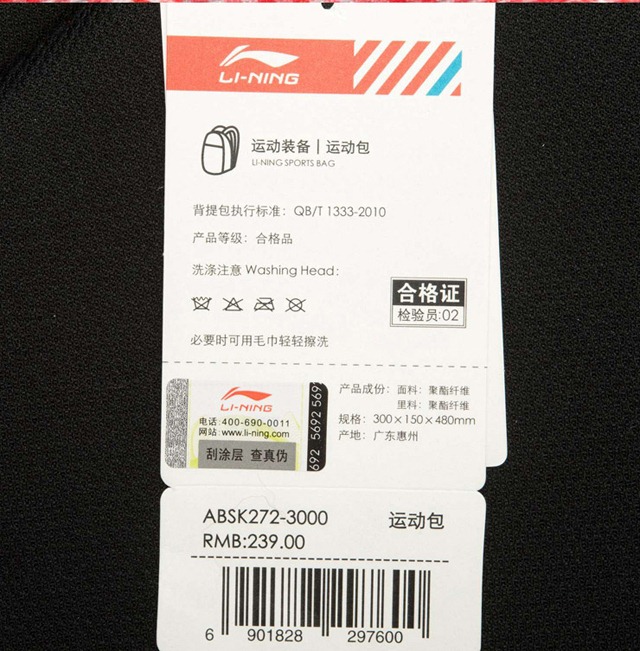 LI-NING
运动装备 | 运动包
LI-NING SPORTS BAG
背提包执行标准: QB/T 1333-2010
产品等级: 合格品
洗涤注意 Washing Head:
合格证
检验员:02
必要时可用毛巾轻轻擦洗
LI-NING
电话:400-690-0011
网站:www.li-ning.com
刮涂层 查真伪
692 5692 5692
产品成份: 面料: 聚酯纤维
里料: 聚酯纤维
规格: 300×150×480mm
产地: 广东惠州
ABSK272-3000 运动包
RMB:239.00
6 901828 297600